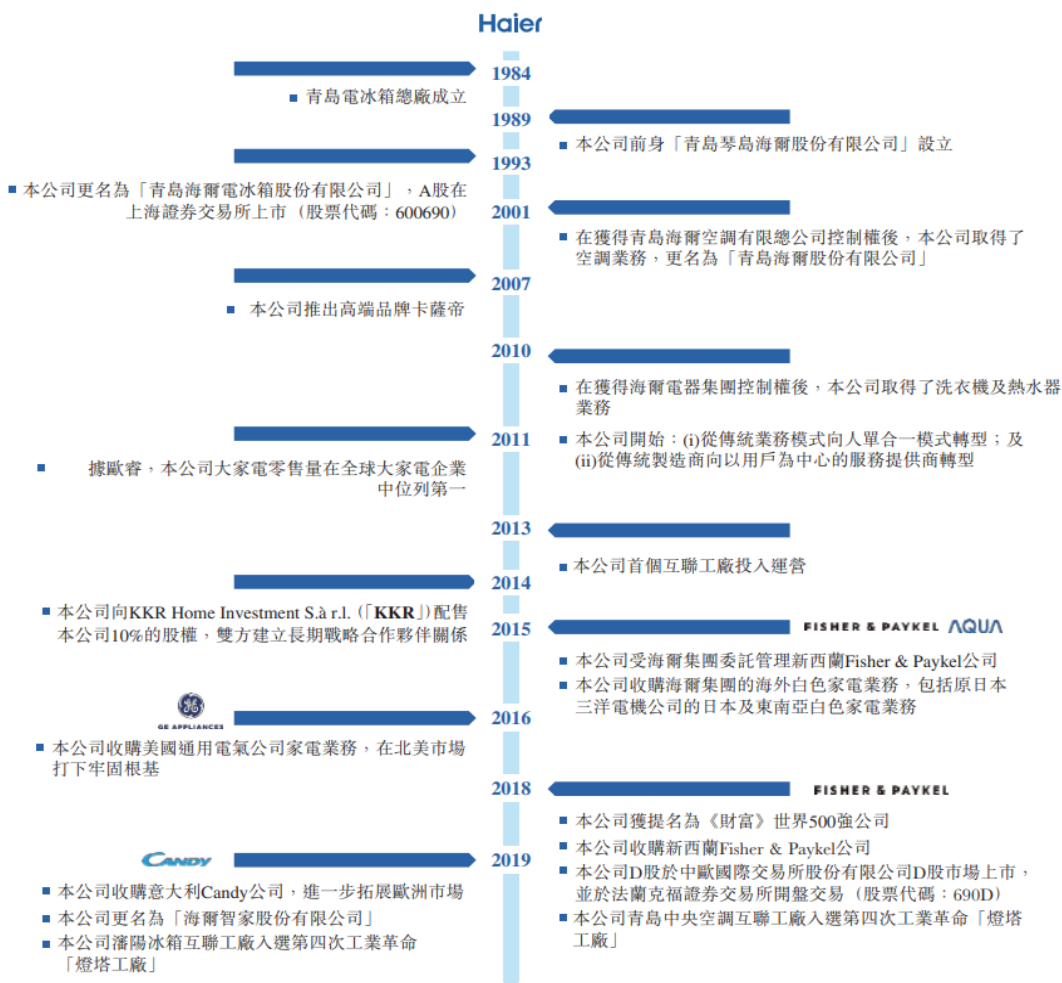 Haier
1984
■ 青島電冰箱總廠成立
1989
■ 本公司前身「青島琴島海爾股份有限公司」設立
1993
■ 本公司更名為「青島海爾電冰箱股份有限公司」，A股在
上海證券交易所上市（股票代碼：600690）
2001
■ 在獲得青島海爾空調有限總公司控制權後，本公司取得了
空調業務，更名為「青島海爾股份有限公司」
2007
■ 本公司推出高端品牌卡薩帝
2010
■ 在獲得海爾電器集團控制權後，本公司取得了洗衣機及熱水器
業務
■ 本公司開始：(i)從傳統業務模式向人單合一模式轉型；及
(ii)從傳統製造商向以用戶為中心的服務提供商轉型
2011
■ 據歐睿，本公司大家電零售量在全球大家電企業
中位列第一
2013
■ 本公司首個互聯工廠投入運營
2014
■ 本公司向KKR Home Investment S.à r.l.（「KKR」）配售
本公司10%的股權，雙方建立長期戰略合作夥伴關係
2015
FISHER & PAYKEL AQUA
■ 本公司受海爾集團委託管理新西蘭Fisher & Paykel公司
■ 本公司收購海爾集團的海外白色家電業務，包括原日本
三洋電機公司的日本及東南亞白色家電業務
GE APPLIANCES
2016
■ 本公司收購美國通用電氣公司家電業務，在北美市場
打下牢固根基
2018
FISHER & PAYKEL
■ 本公司獲提名為《財富》世界500強公司
■ 本公司收購新西蘭Fisher & Paykel公司
■ 本公司D股於中歐國際交易所股份有限公司D股市場上市，
並於法蘭克福證券交易所開盤交易（股票代碼：690D）
■ 本公司青島中央空調互聯工廠入選第四次工業革命「燈塔
工廠」
CANDY
2019
■ 本公司收購意大利Candy公司，進一步拓展歐洲市場
■ 本公司更名為「海爾智家股份有限公司」
■ 本公司瀋陽冰箱互聯工廠入選第四次工業革命
「燈塔工廠」